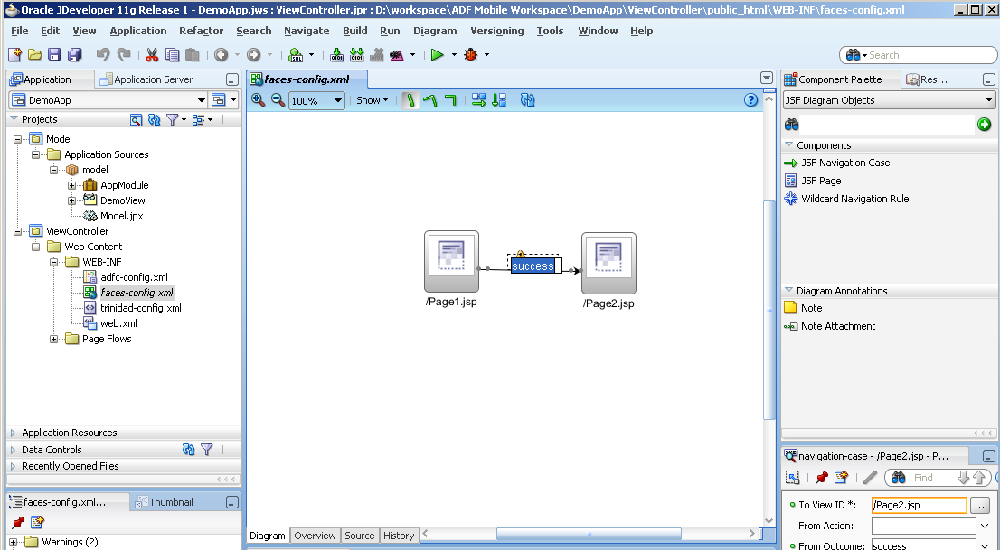 Oracle JDeveloper 11g Release 1 - DemoApp.jws : ViewController.jpr : D:\workspace\ADF Mobile Workspace\DemoApp\ViewController\public_html\WEB-INF\faces-config.xml
File Edit View Application Refactor Search Navigate Build Run Diagram Versioning Tools Window Help
Search
Application Application Server
DemoApp
Projects
Model
Application Sources
model
AppModule
DemoView
Model.jpx
ViewController
Web Content
WEB-INF
adfc-config.xml
faces-config.xml
trinidad-config.xml
web.xml
Page Flows
Application Resources
Data Controls
Recently Opened Files
faces-config.xml... Thumbnail
Warnings (2)
faces-config.xml
100% Show
/Page1.jsp
success
/Page2.jsp
Diagram Overview Source History
Component Palette Res...
JSF Diagram Objects
Components
JSF Navigation Case
JSF Page
Wildcard Navigation Rule
Diagram Annotations
Note
Note Attachment
navigation-case - /Page2.jsp - P...
Find
To View ID *: /Page2.jsp ...
From Action:
From Outcome: success